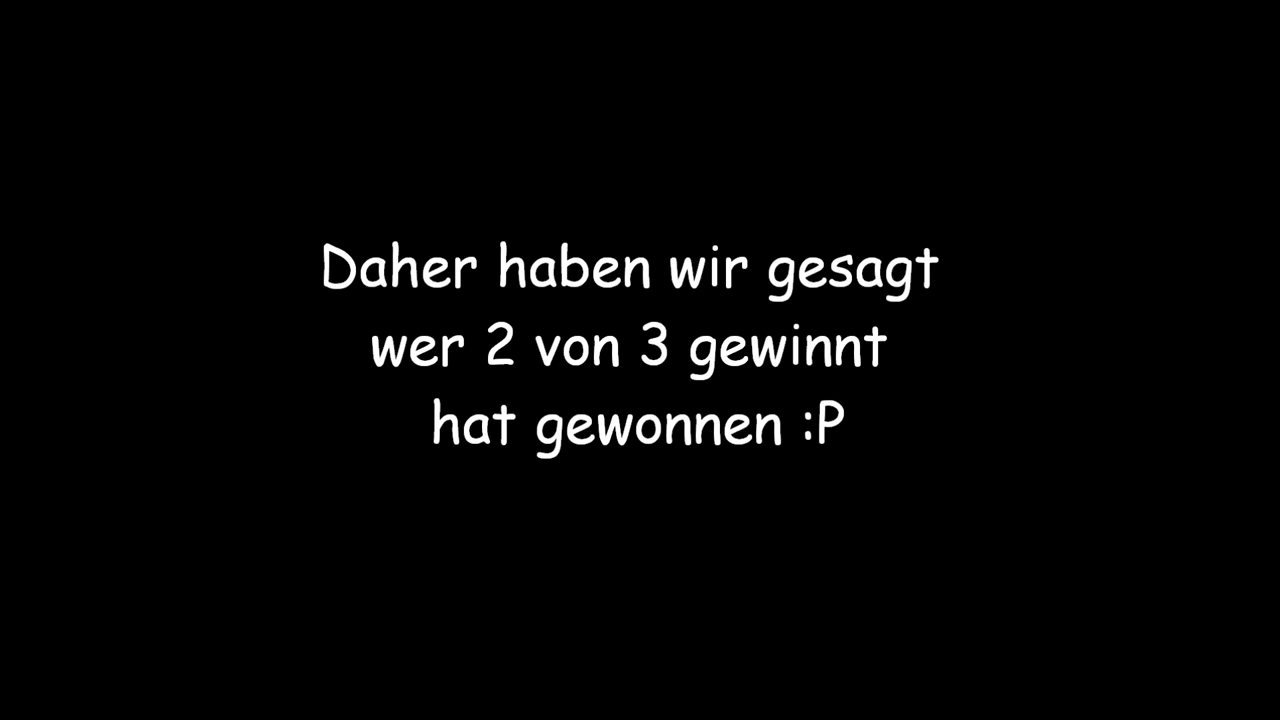 Daher haben wir gesagt
wer 2 von 3 gewinnt
hat gewonnen :P